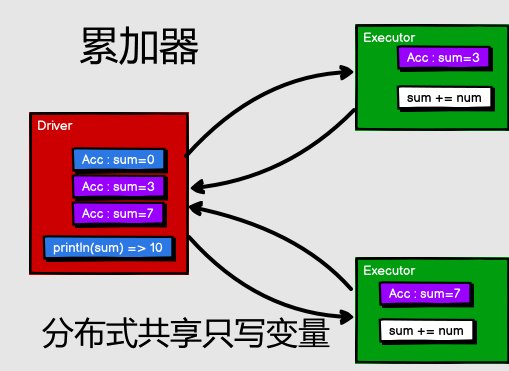 累加器
Executor
Acc : sum=3
sum += num
Driver
Acc : sum=0
Acc : sum=3
Acc : sum=7
println(sum) => 10
Executor
Acc : sum=7
sum += num
分布式共享只写变量